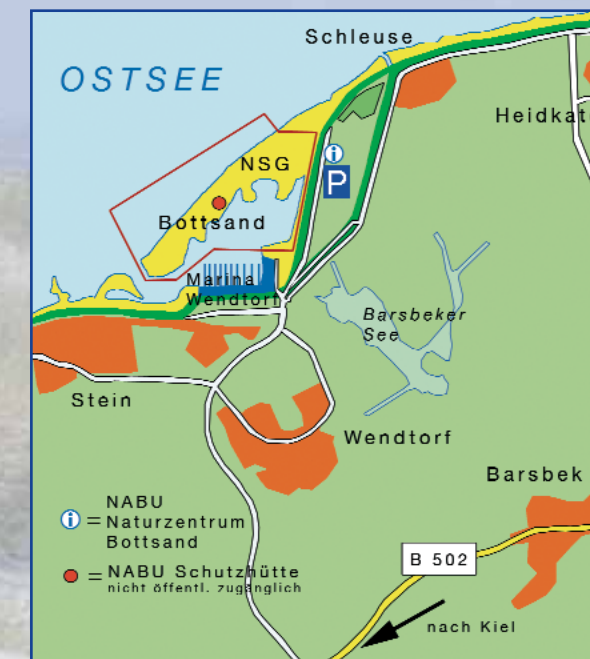 Schleuse
OSTSEE
Heidkate
NSG
i
P
Bottsand
Marina
Wendtorf
Barsbeker
See
Stein
Wendtorf
Barsbek
NABU
i = Naturzentrum
Bottsand
B 502
= NABU Schutzhütte
nicht öffentl. zugänglich
nach Kiel